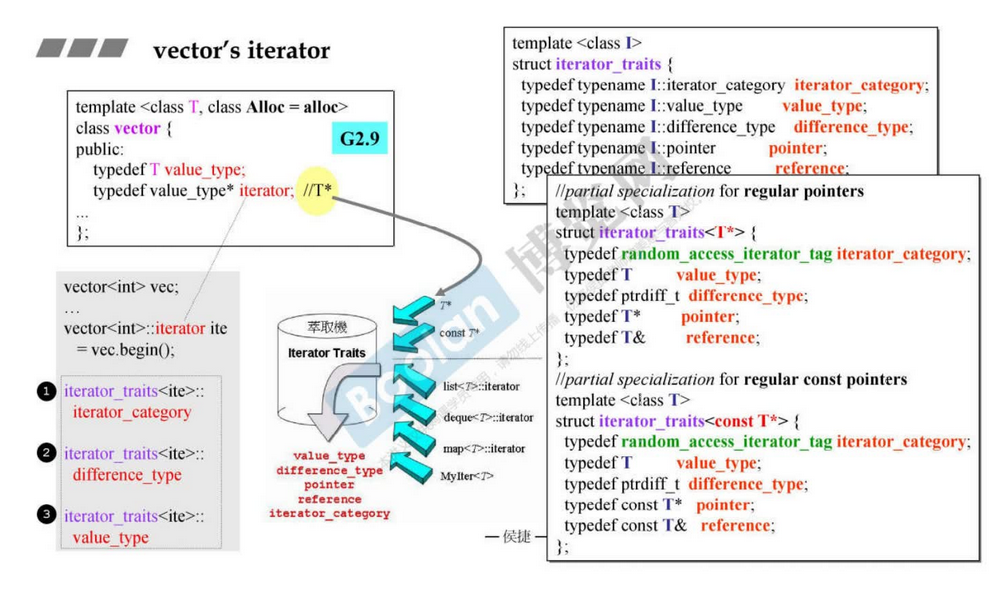 vector's iterator
template <class T, class Alloc = alloc>
class vector {
public:
typedef T value_type;
typedef value_type* iterator; //T*
...
};
G2.9
vector<int> vec;
…
vector<int>::iterator ite
= vec.begin();
❶ iterator_traits<ite>::
iterator_category
❷ iterator_traits<ite>::
difference_type
❸ iterator_traits<ite>::
value_type
萃取機
Iterator Traits
T*
const T*
list<T>::iterator
deque<T>::iterator
map<T>::iterator
MyIter<T>
value_type
difference_type
pointer
reference
iterator_category
template <class I>
struct iterator_traits {
typedef typename I::iterator_category iterator_category;
typedef typename I::value_type value_type;
typedef typename I::difference_type difference_type;
typedef typename I::pointer pointer;
typedef typename I::reference reference;
};
//partial specialization for regular pointers
template <class T>
struct iterator_traits<T*> {
typedef random_access_iterator_tag iterator_category;
typedef T value_type;
typedef ptrdiff_t difference_type;
typedef T* pointer;
typedef T& reference;
};
//partial specialization for regular const pointers
template <class T>
struct iterator_traits<const T*> {
typedef random_access_iterator_tag iterator_category;
typedef T value_type;
typedef ptrdiff_t difference_type;
typedef const T* pointer;
typedef const T& reference;
};
— 侯捷 —
Boolan
博览网